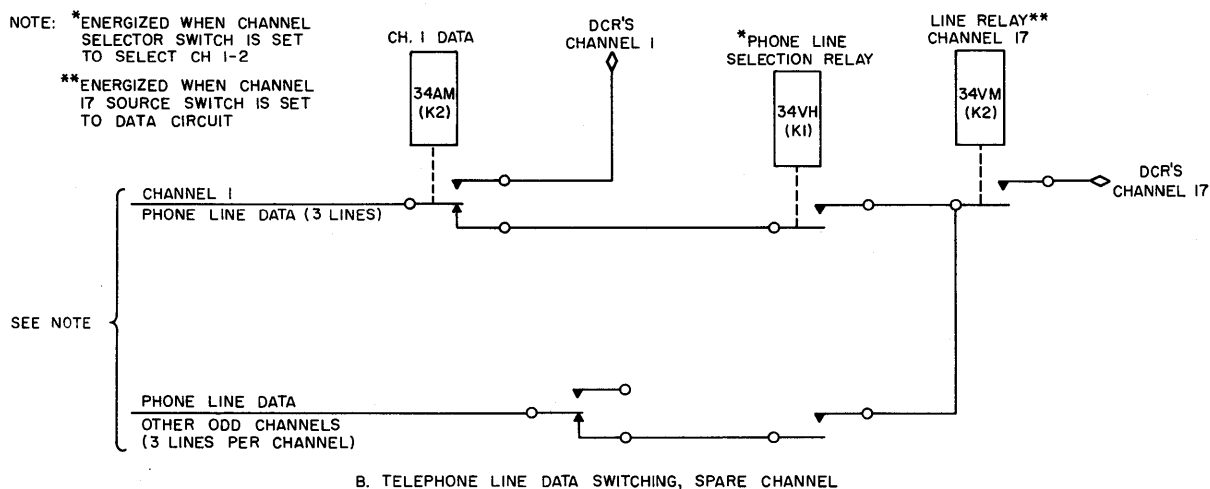 NOTE: *ENERGIZED WHEN CHANNEL
SELECTOR SWITCH IS SET
TO SELECT CH 1-2
**ENERGIZED WHEN CHANNEL
17 SOURCE SWITCH IS SET
TO DATA CIRCUIT
CH. 1 DATA
34AM
(K2)
DCR'S
CHANNEL 1
*PHONE LINE
SELECTION RELAY
34VH
(K1)
LINE RELAY**
CHANNEL 17
34VM
(K2)
DCR'S
CHANNEL 17
CHANNEL 1
PHONE LINE DATA (3 LINES)
SEE NOTE
PHONE LINE DATA
OTHER ODD CHANNELS
(3 LINES PER CHANNEL)
B. TELEPHONE LINE DATA SWITCHING, SPARE CHANNEL